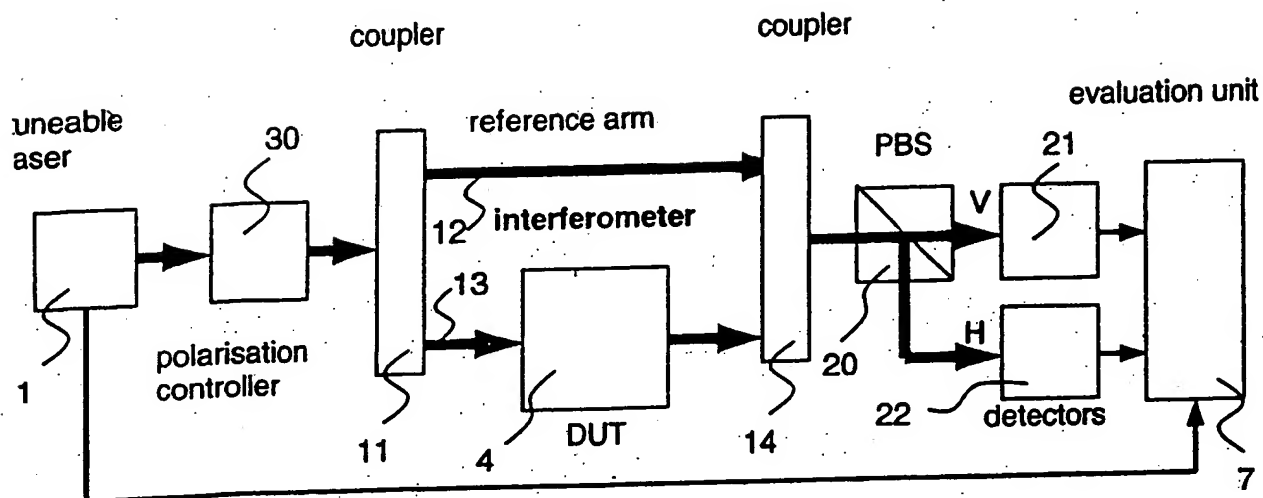 coupler
coupler
uneable
aser
30
reference arm
PBS
21
evaluation unit
12
interferometer
V
13
H
polarisation
controller
1
11
4
DUT
14
20
22
detectors
7